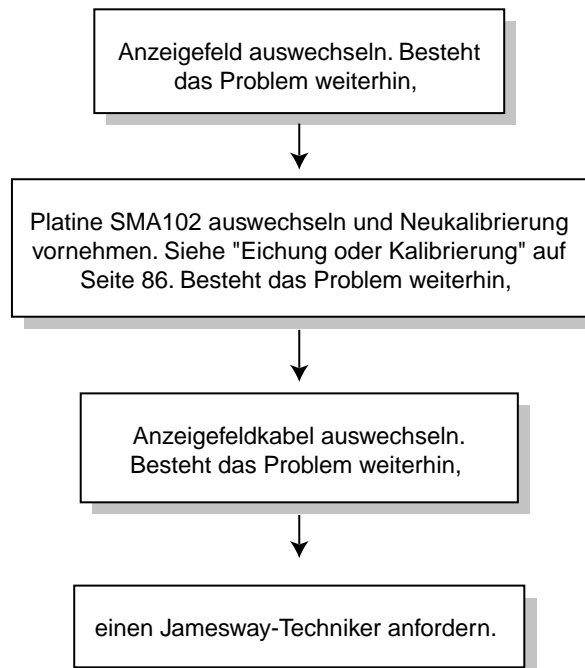 Anzeigefeld auswechseln. Besteht
das Problem weiterhin,
Platine SMA102 auswechseln und Neukalibrierung
vornehmen. Siehe "Eichung oder Kalibrierung" auf
Seite 86. Besteht das Problem weiterhin,
Anzeigefeldkabel auswechseln.
Besteht das Problem weiterhin,
einen Jamesway-Techniker anfordern.